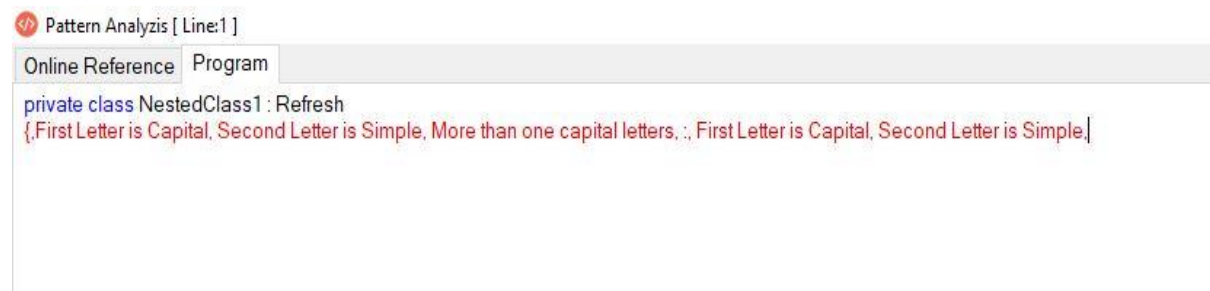 Pattern Analyzis [ Line:1 ]
Online Reference Program
private class NestedClass1 : Refresh
{,First Letter is Capital, Second Letter is Simple, More than one capital letters, :, First Letter is Capital, Second Letter is Simple,